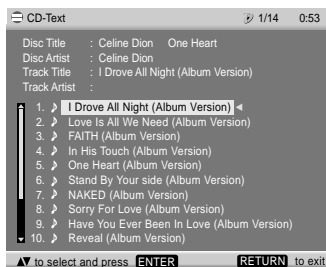 CD-Text 1/14 0:53
Disc Title : Celine Dion One Heart
Disc Artist : Celine Dion
Track Title : I Drove All Night (Album Version)
Track Artist :
1. I Drove All Night (Album Version)
2. Love Is All We Need (Album Version)
3. FAITH (Album Version)
4. In His Touch (Album Version)
5. One Heart (Album Version)
6. Stand By Your side (Album Version)
7. NAKED (Album Version)
8. Sorry For Love (Album Version)
9. Have You Ever Been In Love (Album Version)
10. Reveal (Album Version)
to select and press ENTER RETURN to exit